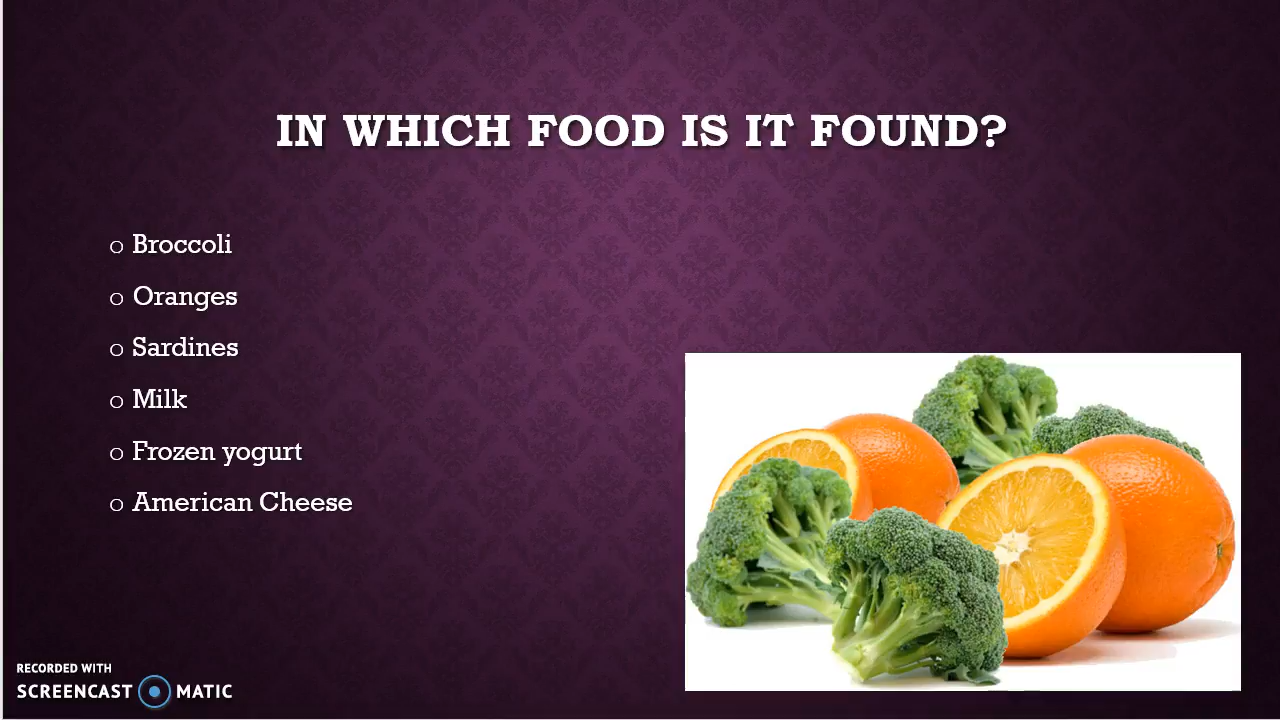 IN WHICH FOOD IS IT FOUND?
o Broccoli
o Oranges
o Sardines
o Milk
o Frozen yogurt
o American Cheese
RECORDED WITH
SCREENCAST MATIC